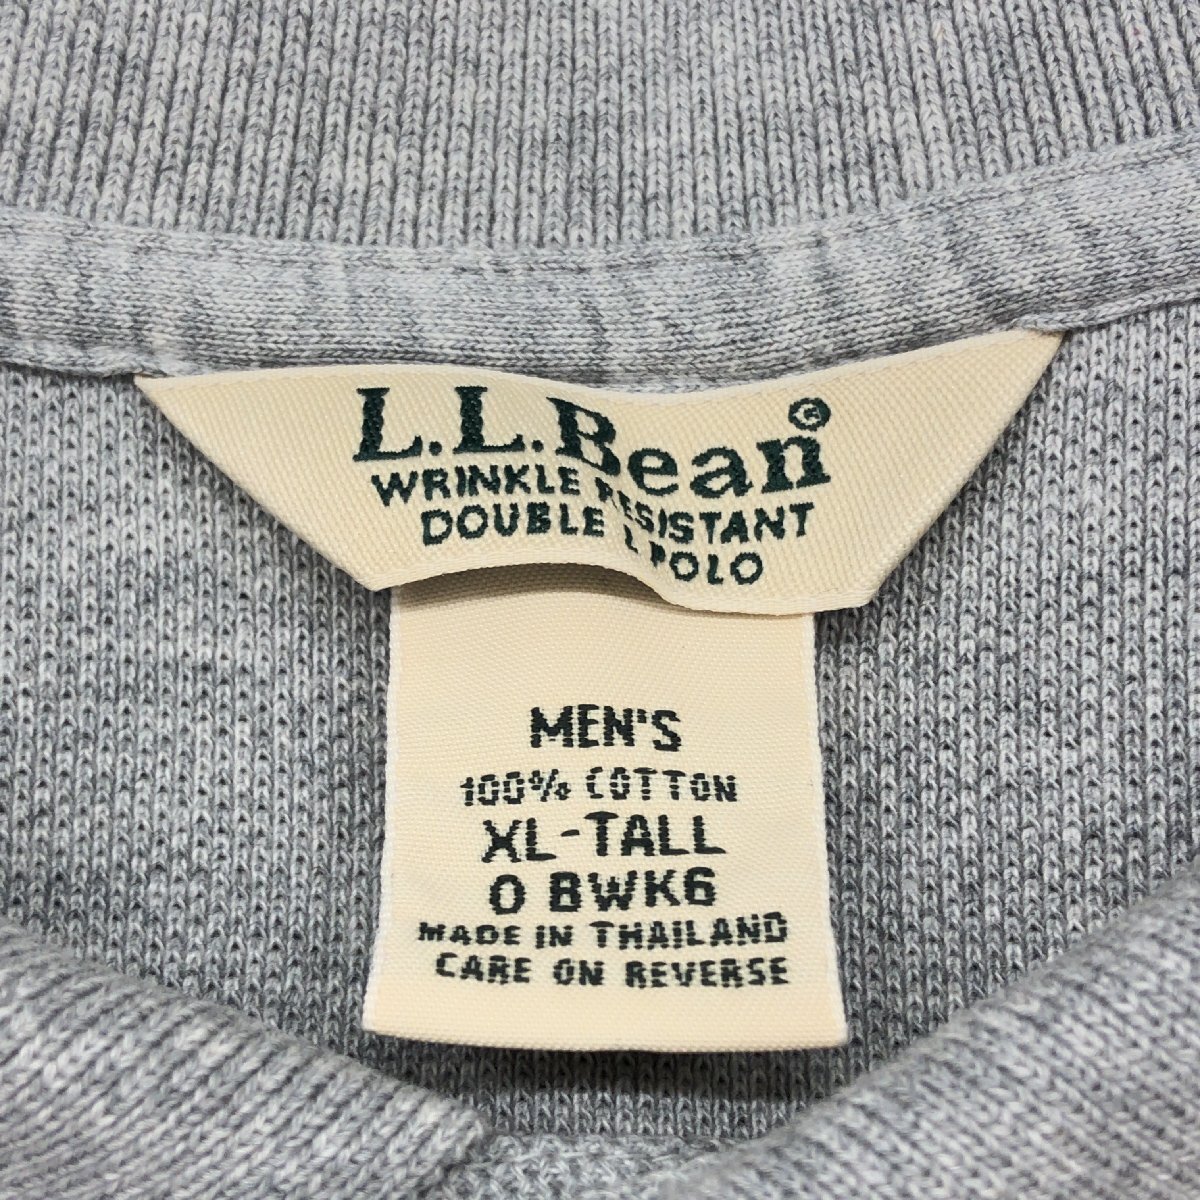 L.L.Bean®
WRINKLE RESISTANT
DOUBLE L POLO
MEN'S
100% COTTON
XL-TALL
0 BWK6
MADE IN THAILAND
CARE ON REVERSE